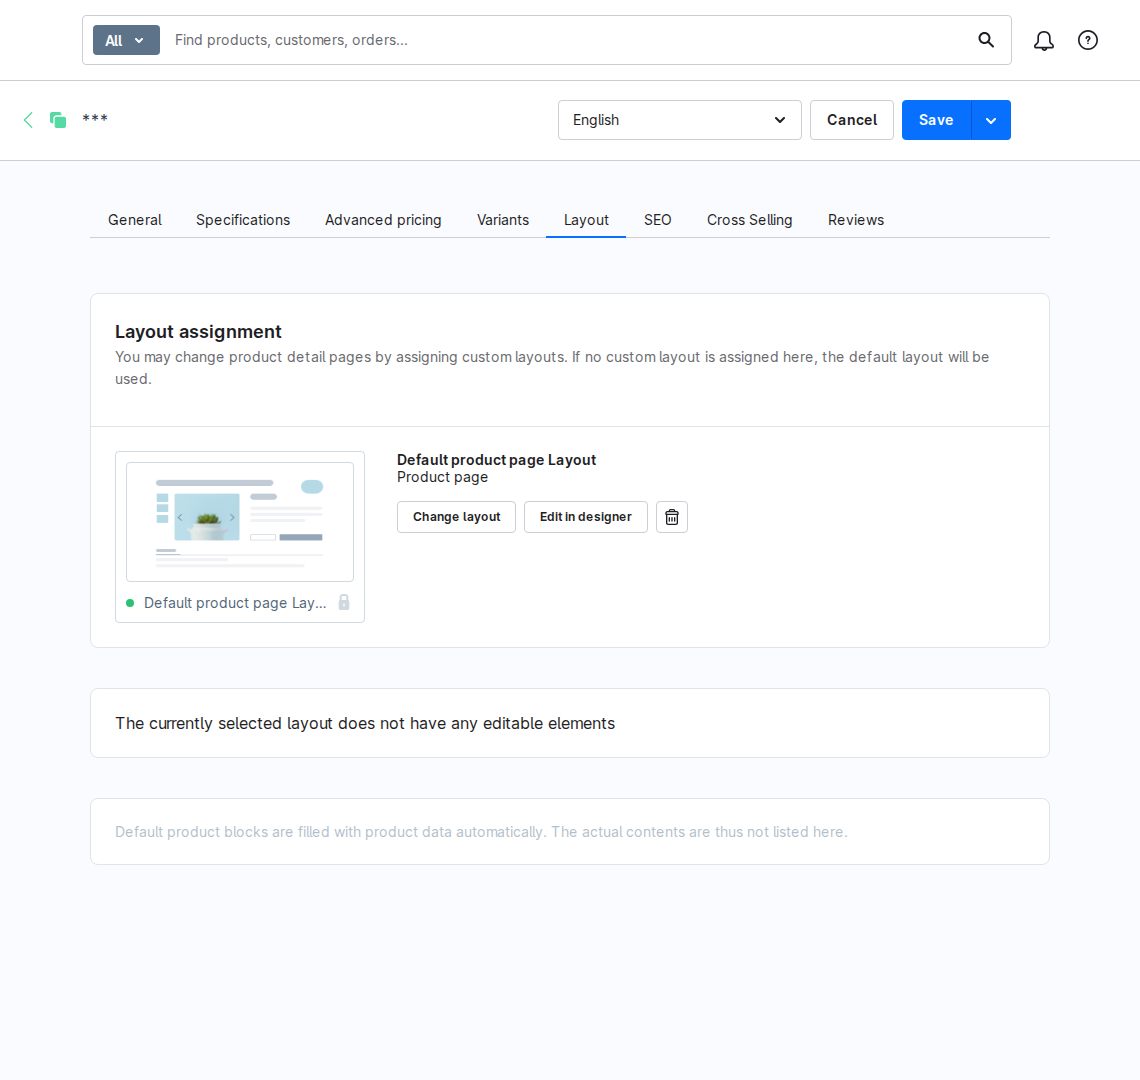 All
Find products, customers, orders...
***
English
Cancel
Save
General
Specifications
Advanced pricing
Variants
Layout
SEO
Cross Selling
Reviews
Layout assignment
You may change product detail pages by assigning custom layouts. If no custom layout is assigned here, the default layout will be
used.
Default product page Layout
Product page
Change layout
Edit in designer
Default product page Lay...
The currently selected layout does not have any editable elements
Default product blocks are filled with product data automatically. The actual contents are thus not listed here.